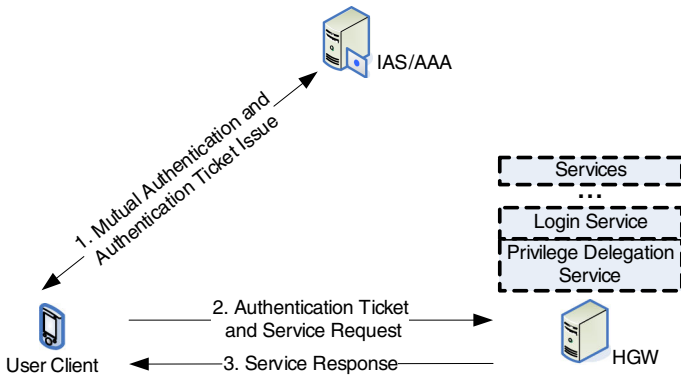 IAS/AAA
1. Mutual Authentication and
Authentication Ticket Issue
Services
...
Login Service
Privilege Delegation
Service
2. Authentication Ticket
and Service Request
3. Service Response
User Client
HGW